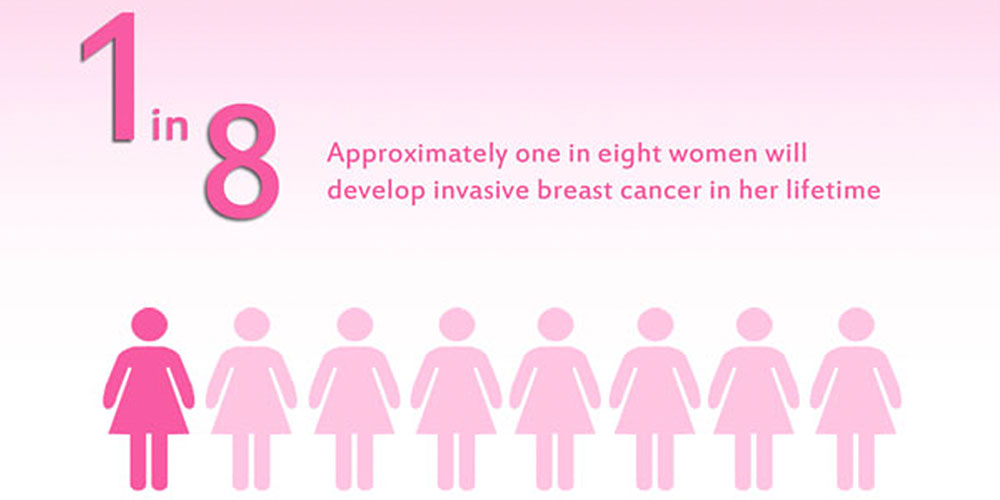 1 in 8
Approximately one in eight women will
develop invasive breast cancer in her lifetime